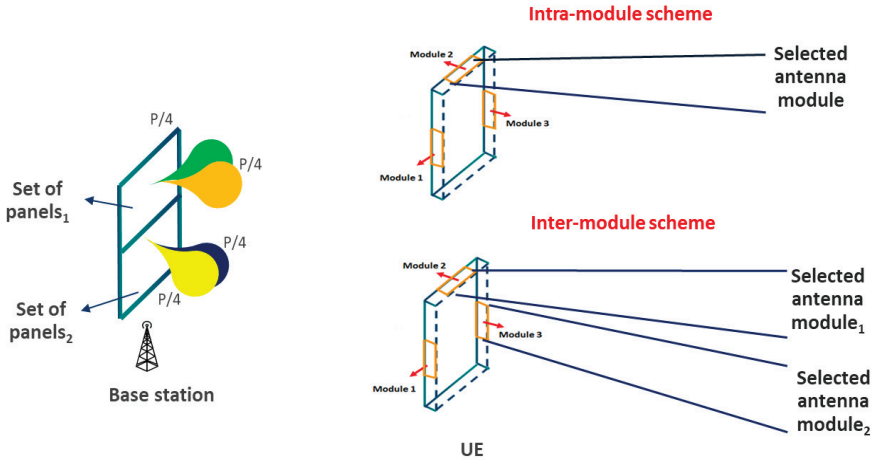 Intra-module scheme
Module 2
Selected
antenna
module
Module 3
Module 1
P/4
P/4
Set of
panels₁
P/4
P/4
Set of
panels₂
Base station
Inter-module scheme
Module 2
Selected
antenna
module₁
Module 3
Module 1
Selected
antenna
module₂
UE